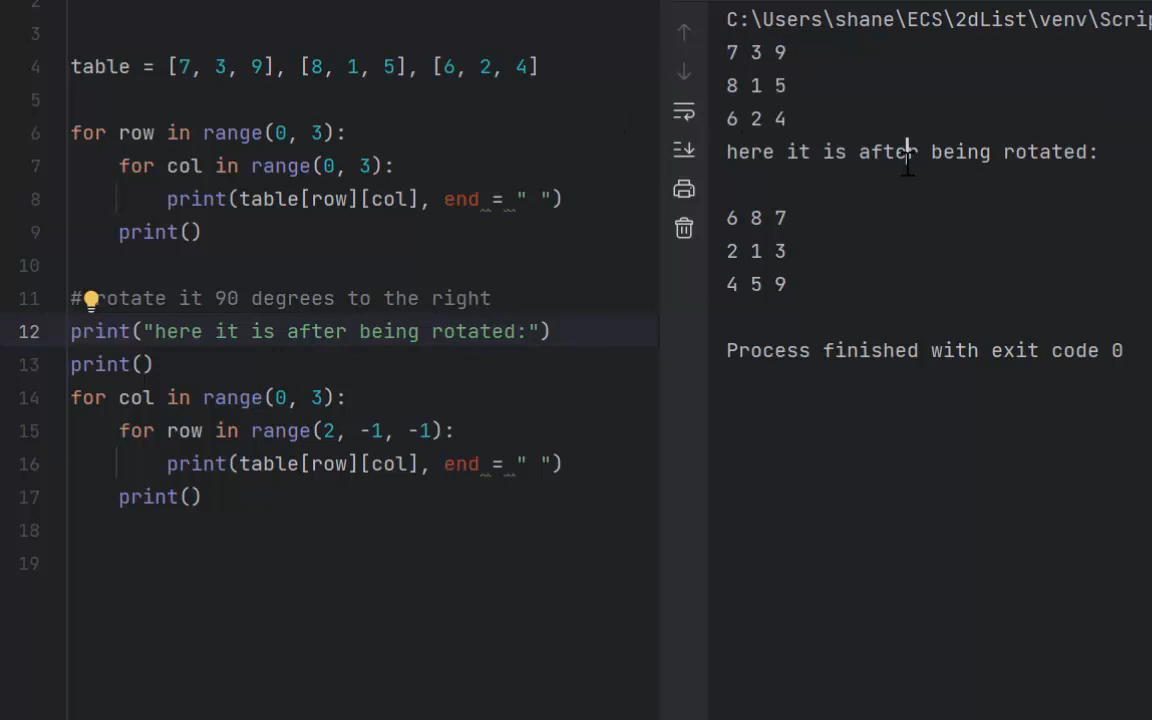 2
3
4 table = [7, 3, 9], [8, 1, 5], [6, 2, 4]
5
6 for row in range(0, 3):
7     for col in range(0, 3):
8         print(table[row][col], end = " ")
9     print()
10
11 # rotate it 90 degrees to the right
12 print("here it is after being rotated:")
13 print()
14 for col in range(0, 3):
15     for row in range(2, -1, -1):
16         print(table[row][col], end = " ")
17     print()
18
19
C:\Users\shane\ECS\2dList\venv\Scrip
7 3 9
8 1 5
6 2 4
here it is after being rotated:
6 8 7
2 1 3
4 5 9
Process finished with exit code 0